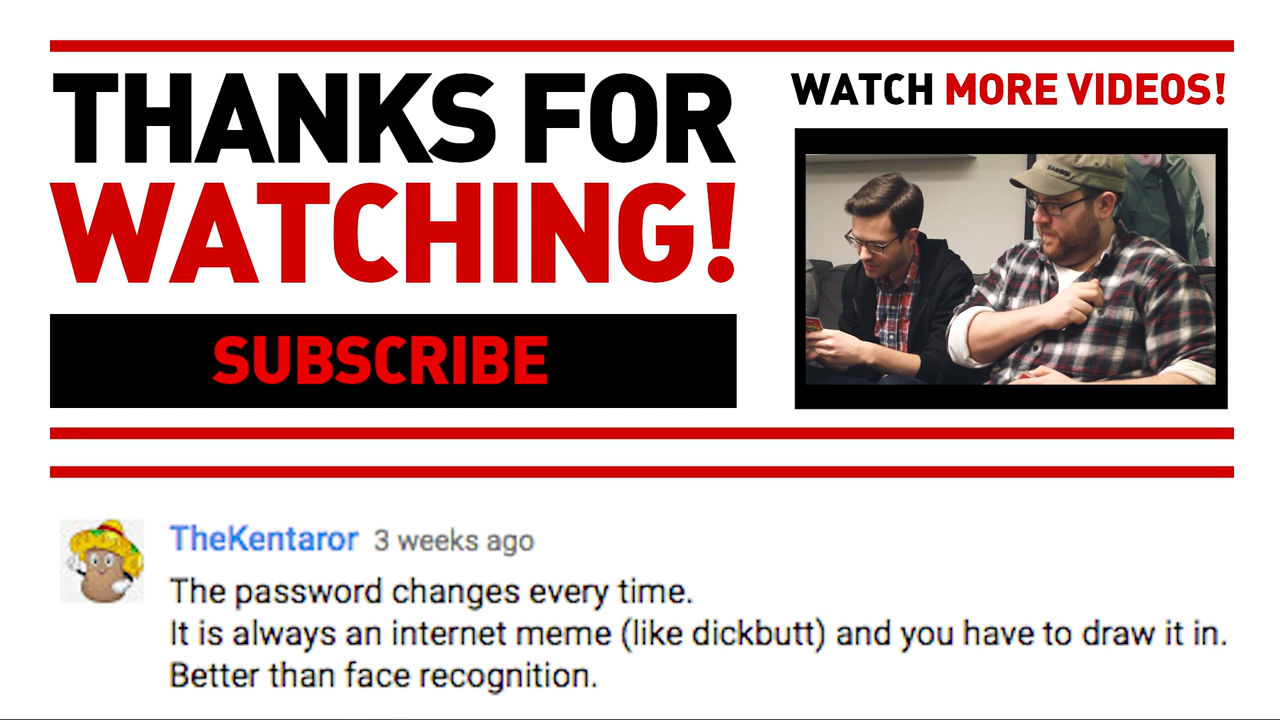 THANKS FOR
WATCHING!
SUBSCRIBE
WATCH MORE VIDEOS!
TheKentaror 3 weeks ago
The password changes every time.
It is always an internet meme (like dickbutt) and you have to draw it in.
Better than face recognition.